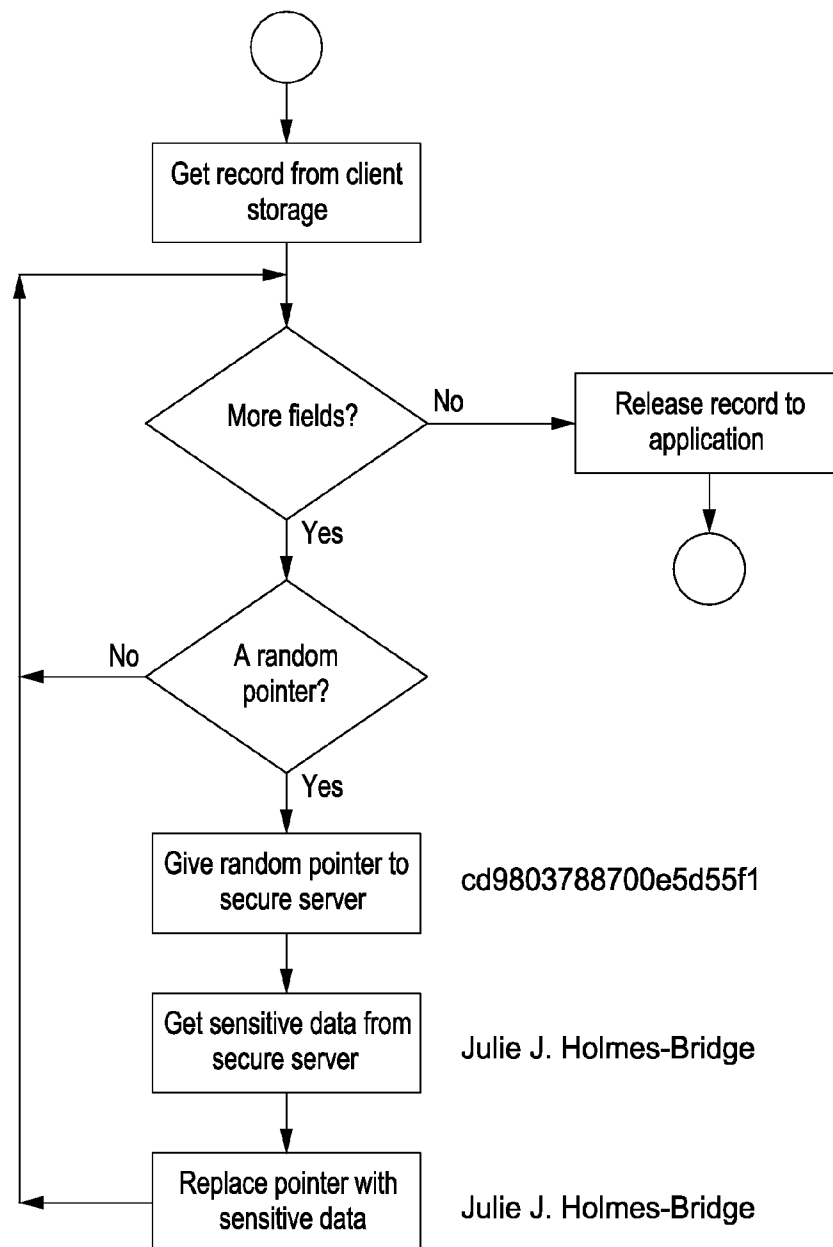 Get record from client
storage
More fields?
No
Release record to
application
Yes
No
A random
pointer?
Yes
Give random pointer to
secure server
cd9803788700e5d55f1
Get sensitive data from
secure server
Julie J. Holmes-Bridge
Replace pointer with
sensitive data
Julie J. Holmes-Bridge